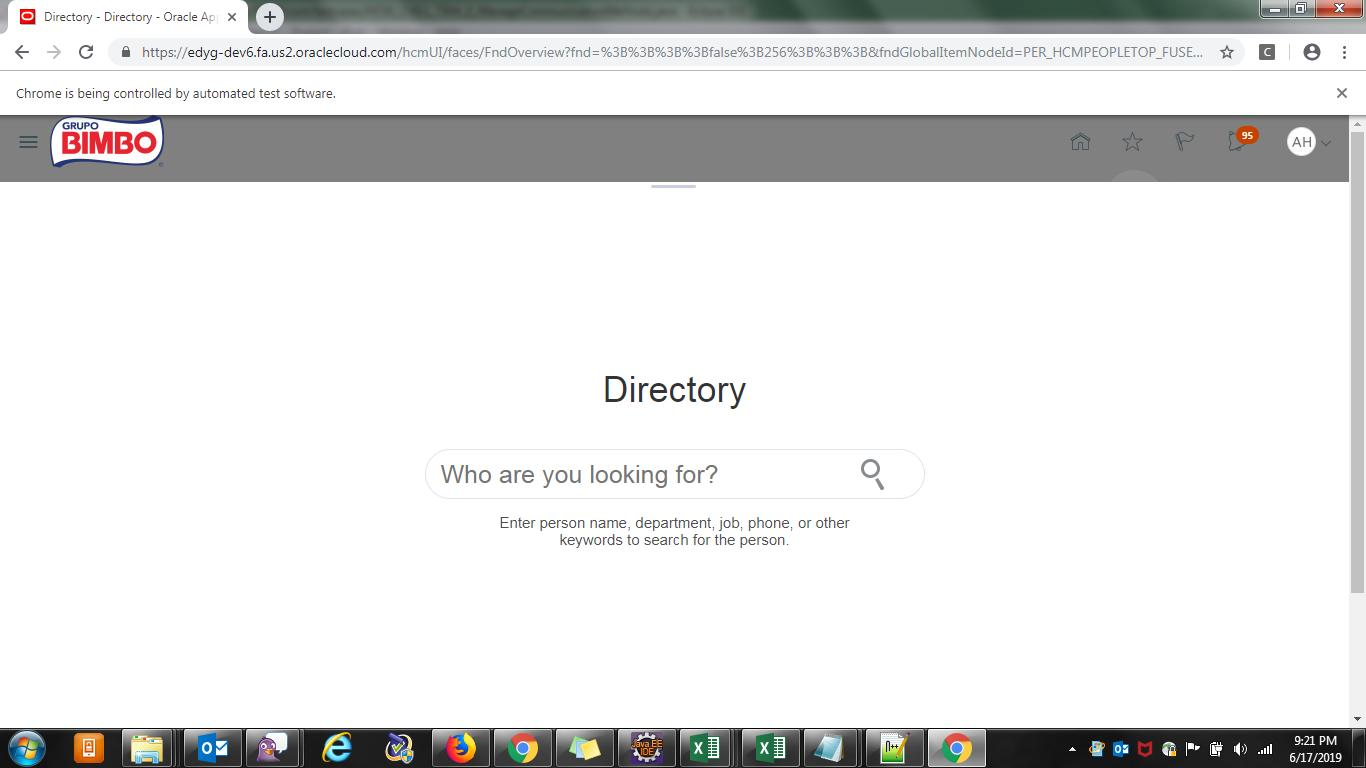 Directory - Directory - Oracle Ap
https://edyg-dev6.fa.us2.oraclecloud.com/hcmUI/faces/FndOverview?fnd=%3B%3B%3B%3Bfalse%3B256%3B%3B%3B&fndGlobalItemNodeId=PER_HCMPEOPLETOP_FUSE...
C
Chrome is being controlled by automated test software.
GRUPO
BIMBO
95
AH
Directory
Who are you looking for?
Enter person name, department, job, phone, or other
keywords to search for the person.
Java EE
IDE
9:21 PM
6/17/2019